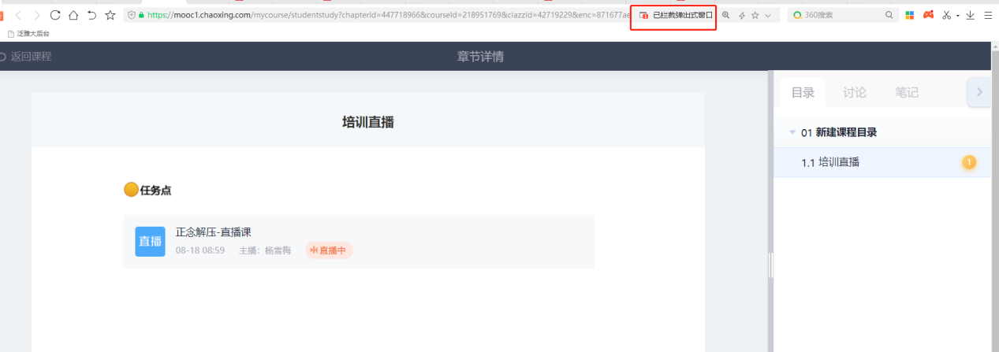 https://mooc1.chaoxing.com/mycourse/studentstudy?chapterId=447718966&courseId=218951769&clazzid=42719229&enc=871677ae 已拦截弹出式窗口 360搜索
泛雅大后台
返回课程 章节详情
目录 讨论 笔记
培训直播
01 新建课程目录
1.1 培训直播 1
任务点
直播 正念解压-直播课
08-18 08:59 主播：杨雪梅 直播中